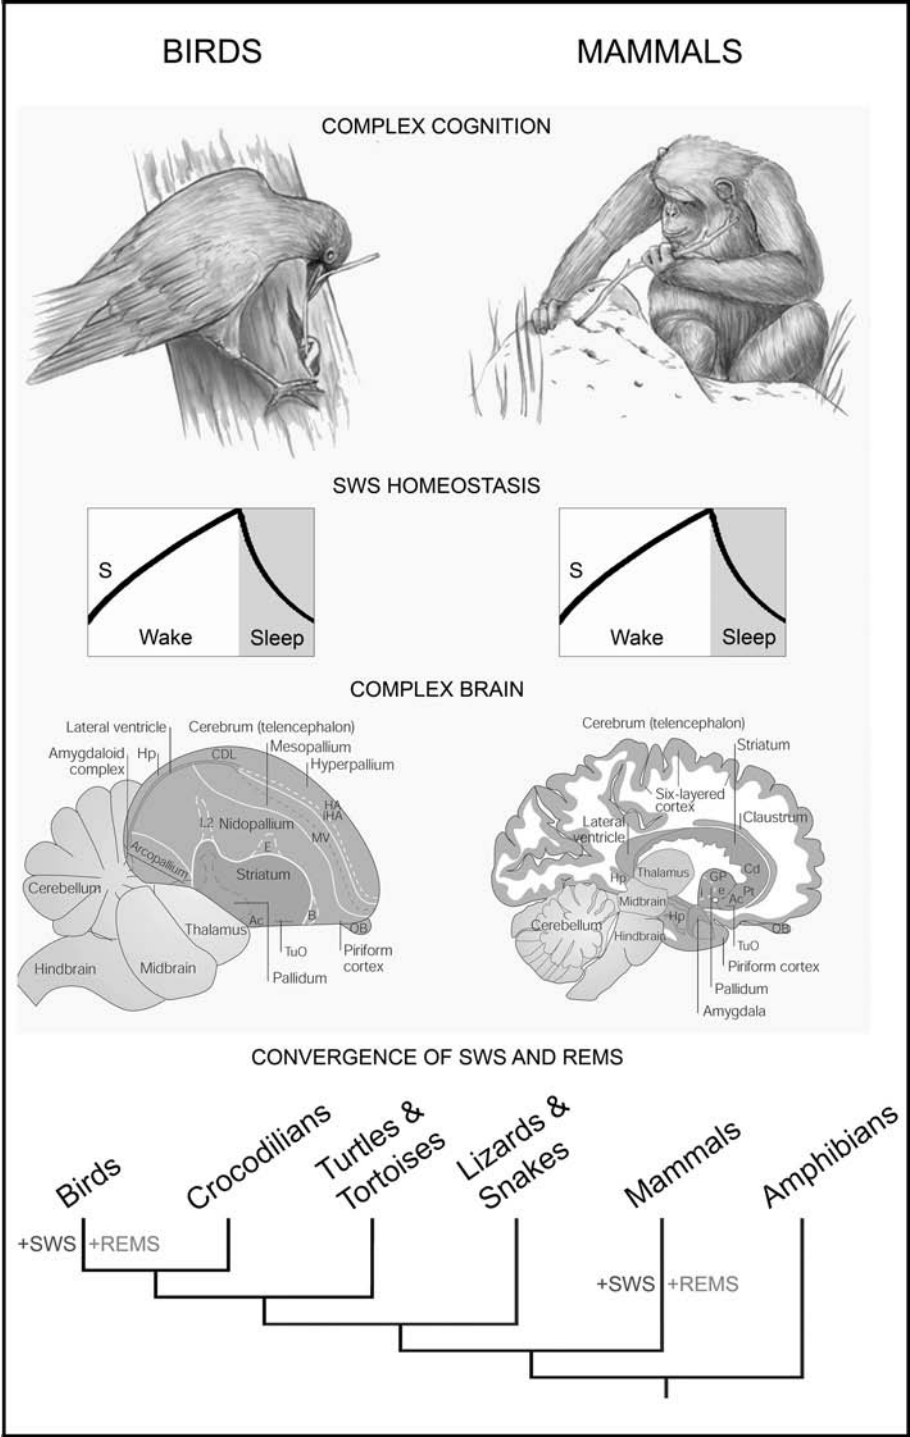 BIRDS
MAMMALS
COMPLEX COGNITION
SWS HOMEOSTASIS
S
Wake
Sleep
S
Wake
Sleep
COMPLEX BRAIN
Lateral ventricle
Cerebrum (telencephalon)
Amygdaloid
complex
Hp
CDL
Mesopallium
Hyperpallium
HA
IHA
MV
L2
Nidopallium
E
Arcopallium
Striatum
Cerebellum
Ac
B
OB
Thalamus
TuO
Piriform
cortex
Hindbrain
Midbrain
Pallidum
Cerebrum (telencephalon)
Striatum
Six-layered
cortex
Claustrum
Lateral
ventricle
Hp
Thalamus
Cd
GP
i
e
Pt
Ac
Midbrain
Hp
Cerebellum
Hindbrain
OB
TuO
Piriform cortex
Pallidum
Amygdala
CONVERGENCE OF SWS AND REMS
Birds
Crocodilians
Turtles &
Tortoises
Lizards &
Snakes
Mammals
Amphibians
+SWS
+REMS
+SWS
+REMS